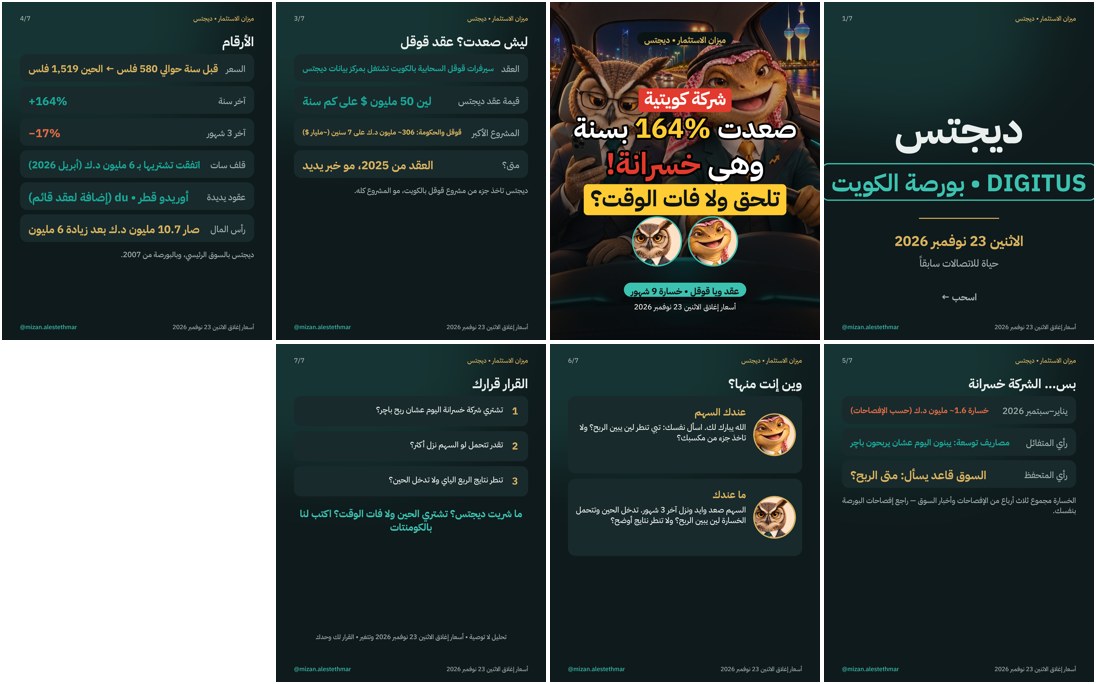 ميزان الاستثمار • ديجتس
1/7
ديجتس
DIGITUS • بورصة الكويت
الاثنين 23 نوفمبر 2026
حياة للاتصالات سابقاً
اسحب ←
أسعار إغلاق الاثنين 23 نوفمبر 2026
@mizan.alestethmar
ميزان الاستثمار • ديجتس
شركة كويتية
صعدت 164% بسنة
وهي خسرانة!
تلحق ولا فات الوقت؟
عقد ويا قوقل • خسارة 9 شهور
أسعار إغلاق الاثنين 23 نوفمبر 2026
ميزان الاستثمار • ديجتس
3/7
ليش صعدت؟ عقد قوقل
العقد
سيرفرات قوقل السحابية بالكويت تشتغل بمركز بيانات ديجتس
قيمة عقد ديجتس
لين 50 مليون $ على كم سنة
المشروع الأكبر
قوقل والحكومة: 306~ مليون د.ك على 7 سنين (~مليار $)
متى؟
العقد من 2025، مو خبر يديد
ديجتس تاخذ جزء من مشروع قوقل بالكويت، مو المشروع كله.
أسعار إغلاق الاثنين 23 نوفمبر 2026
@mizan.alestethmar
ميزان الاستثمار • ديجتس
4/7
الأرقام
السعر
قبل سنة حوالي 580 فلس ← الحين 1,519 فلس
آخر سنة
+164%
آخر 3 شهور
−17%
قلف سات
اتفقت تشتريها بـ 6 مليون د.ك (أبريل 2026)
عقود يديدة
أوريدو قطر • du (إضافة لعقد قائم)
رأس المال
صار 10.7 مليون د.ك بعد زيادة 6 مليون
ديجتس بالسوق الرئيسي، وبالبورصة من 2007.
أسعار إغلاق الاثنين 23 نوفمبر 2026
@mizan.alestethmar
ميزان الاستثمار • ديجتس
5/7
بس... الشركة خسرانة
يناير–سبتمبر 2026
خسارة 1.6~ مليون د.ك (حسب الإفصاحات)
رأي المتفائل
مصاريف توسعة: يبنون اليوم عشان يربحون باچر
رأي المتحفظ
السوق قاعد يسأل: متى الربح؟
الخسارة مجموع ثلاث أرباع من الإفصاحات وأخبار السوق — راجع إفصاحات البورصة
بنفسك.
أسعار إغلاق الاثنين 23 نوفمبر 2026
@mizan.alestethmar
ميزان الاستثمار • ديجتس
6/7
وين إنت منها؟
عندك السهم
الله يبارك لك. اسأل نفسك: تبي تنطر لين يبين الربح؟ ولا
تاخذ جزء من مكسبك؟
ما عندك
السهم صعد وايد ونزل آخر 3 شهور. تدخل الحين وتتحمل
الخسارة لين يبين الربح؟ ولا تنطر نتايج أوضح؟
أسعار إغلاق الاثنين 23 نوفمبر 2026
@mizan.alestethmar
ميزان الاستثمار • ديجتس
7/7
القرار قرارك
1 تشتري شركة خسرانة اليوم عشان ربح باچر؟
2 تقدر تتحمل لو السهم نزل أكثر؟
3 تنطر نتايج الربع الياي ولا تدخل الحين؟
ما شريت ديجتس؟ تشتري الحين ولا فات الوقت؟ اكتب لنا
بالكومنتات
تحليل لا توصية • أسعار إغلاق الاثنين 23 نوفمبر 2026 وتتغير • القرار لك وحدك
أسعار إغلاق الاثنين 23 نوفمبر 2026
@mizan.alestethmar